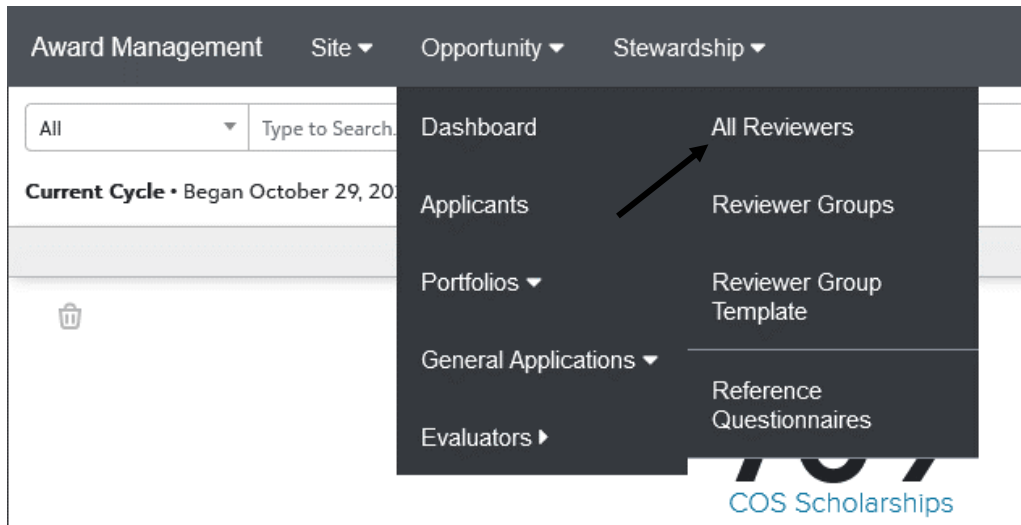 Award Management Site Opportunity Stewardship
All Type to Search.
Current Cycle • Began October 29, 20
Dashboard
Applicants
Portfolios
General Applications
Evaluators
All Reviewers
Reviewer Groups
Reviewer Group
Template
Reference
Questionnaires
COS Scholarships